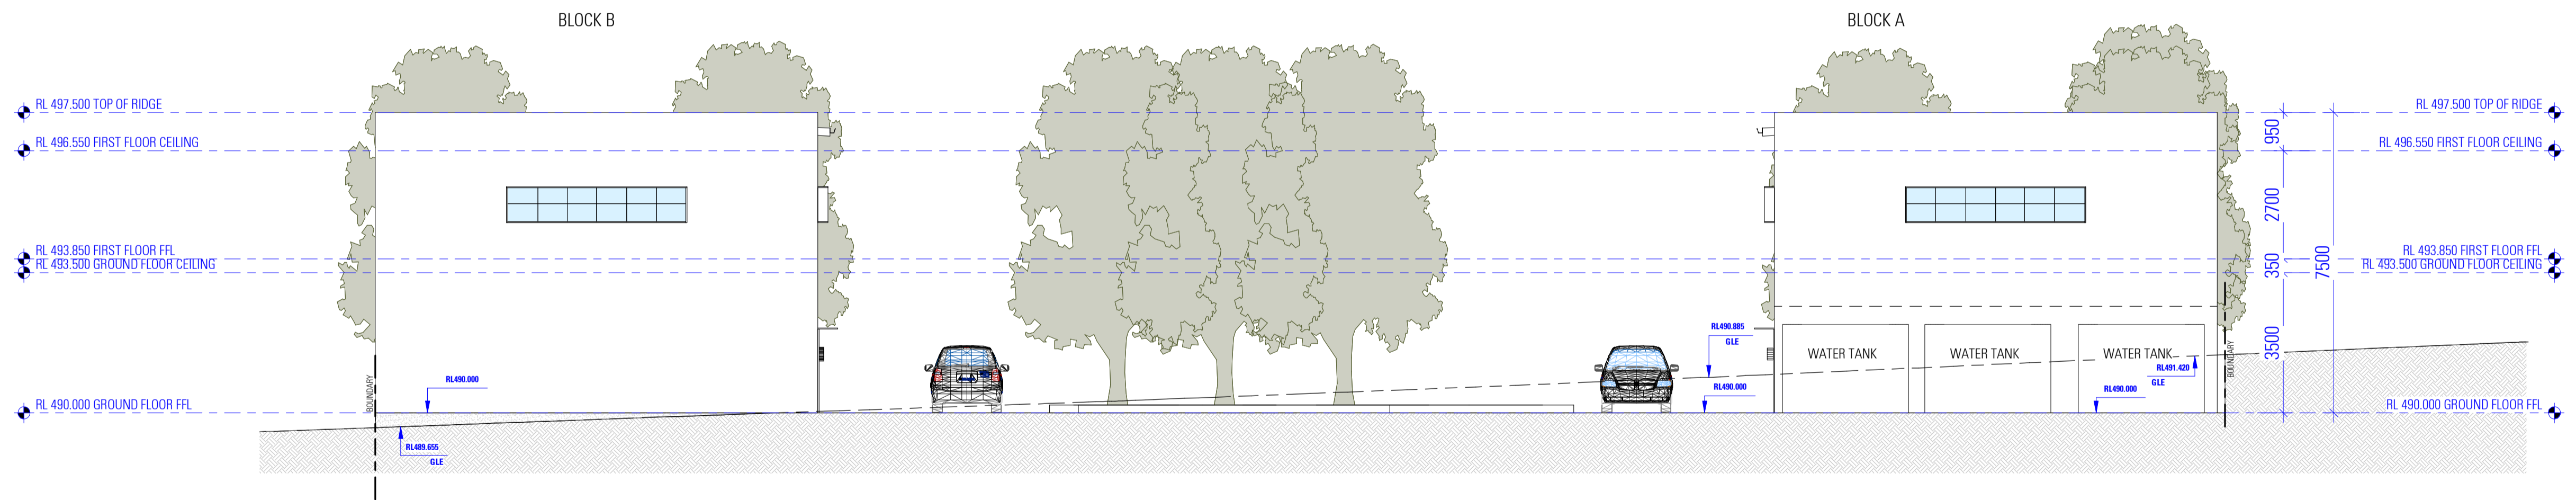 BLOCK B
BLOCK A
RL 497.500 TOP OF RIDGE
RL 496.550 FIRST FLOOR CEILING
RL 493.850 FIRST FLOOR FFL
RL 493.500 GROUND FLOOR CEILING
RL 490.000 GROUND FLOOR FFL
BOUNDARY
RL490.000
RL489.655
GLE
RL490.885
GLE
RL490.000
WATER TANK
WATER TANK
WATER TANK
RL491.420
GLE
RL490.000
BOUNDARY
950
2700
350
3500
7500
RL 497.500 TOP OF RIDGE
RL 496.550 FIRST FLOOR CEILING
RL 493.850 FIRST FLOOR FFL
RL 493.500 GROUND FLOOR CEILING
RL 490.000 GROUND FLOOR FFL